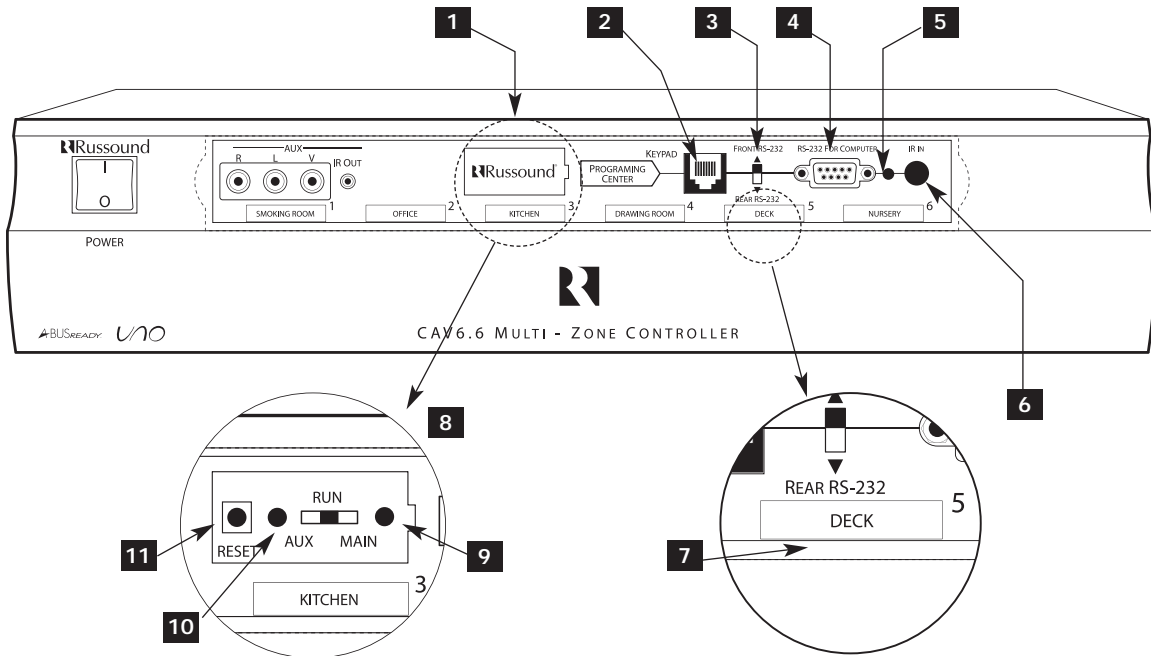 1 2 3 4 5
Russound
POWER
AUX
R L V
IR OUT
Russound
PROGRAMING CENTER
KEYPAD
FRONT RS-232
REAR RS-232
RS-232 FOR COMPUTER
IR IN
SMOKING ROOM 1
OFFICE 2
KITCHEN 3
DRAWING ROOM 4
DECK 5
NURSERY 6
A-BUS READY UNO
CAV6.6 MULTI - ZONE CONTROLLER
6
8
RUN
RESET AUX MAIN
KITCHEN 3
11
10
9
REAR RS-232
DECK 5
7